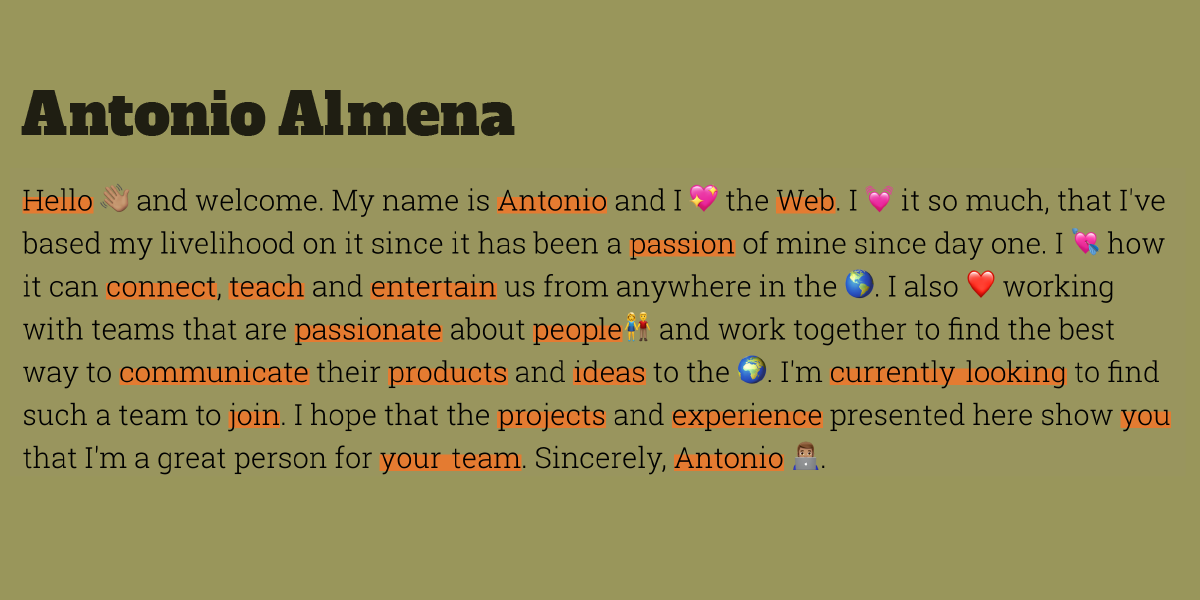 Antonio Almena
Hello 👋🏽 and welcome. My name is Antonio and I 💖 the Web. I 💓 it so much, that I've
based my livelihood on it since it has been a passion of mine since day one. I 💘 how
it can connect, teach and entertain us from anywhere in the 🌎. I also ❤️ working
with teams that are passionate about people👫 and work together to find the best
way to communicate their products and ideas to the 🌍. I'm currently looking to find
such a team to join. I hope that the projects and experience presented here show you
that I'm a great person for your team. Sincerely, Antonio 👨🏽‍💻.